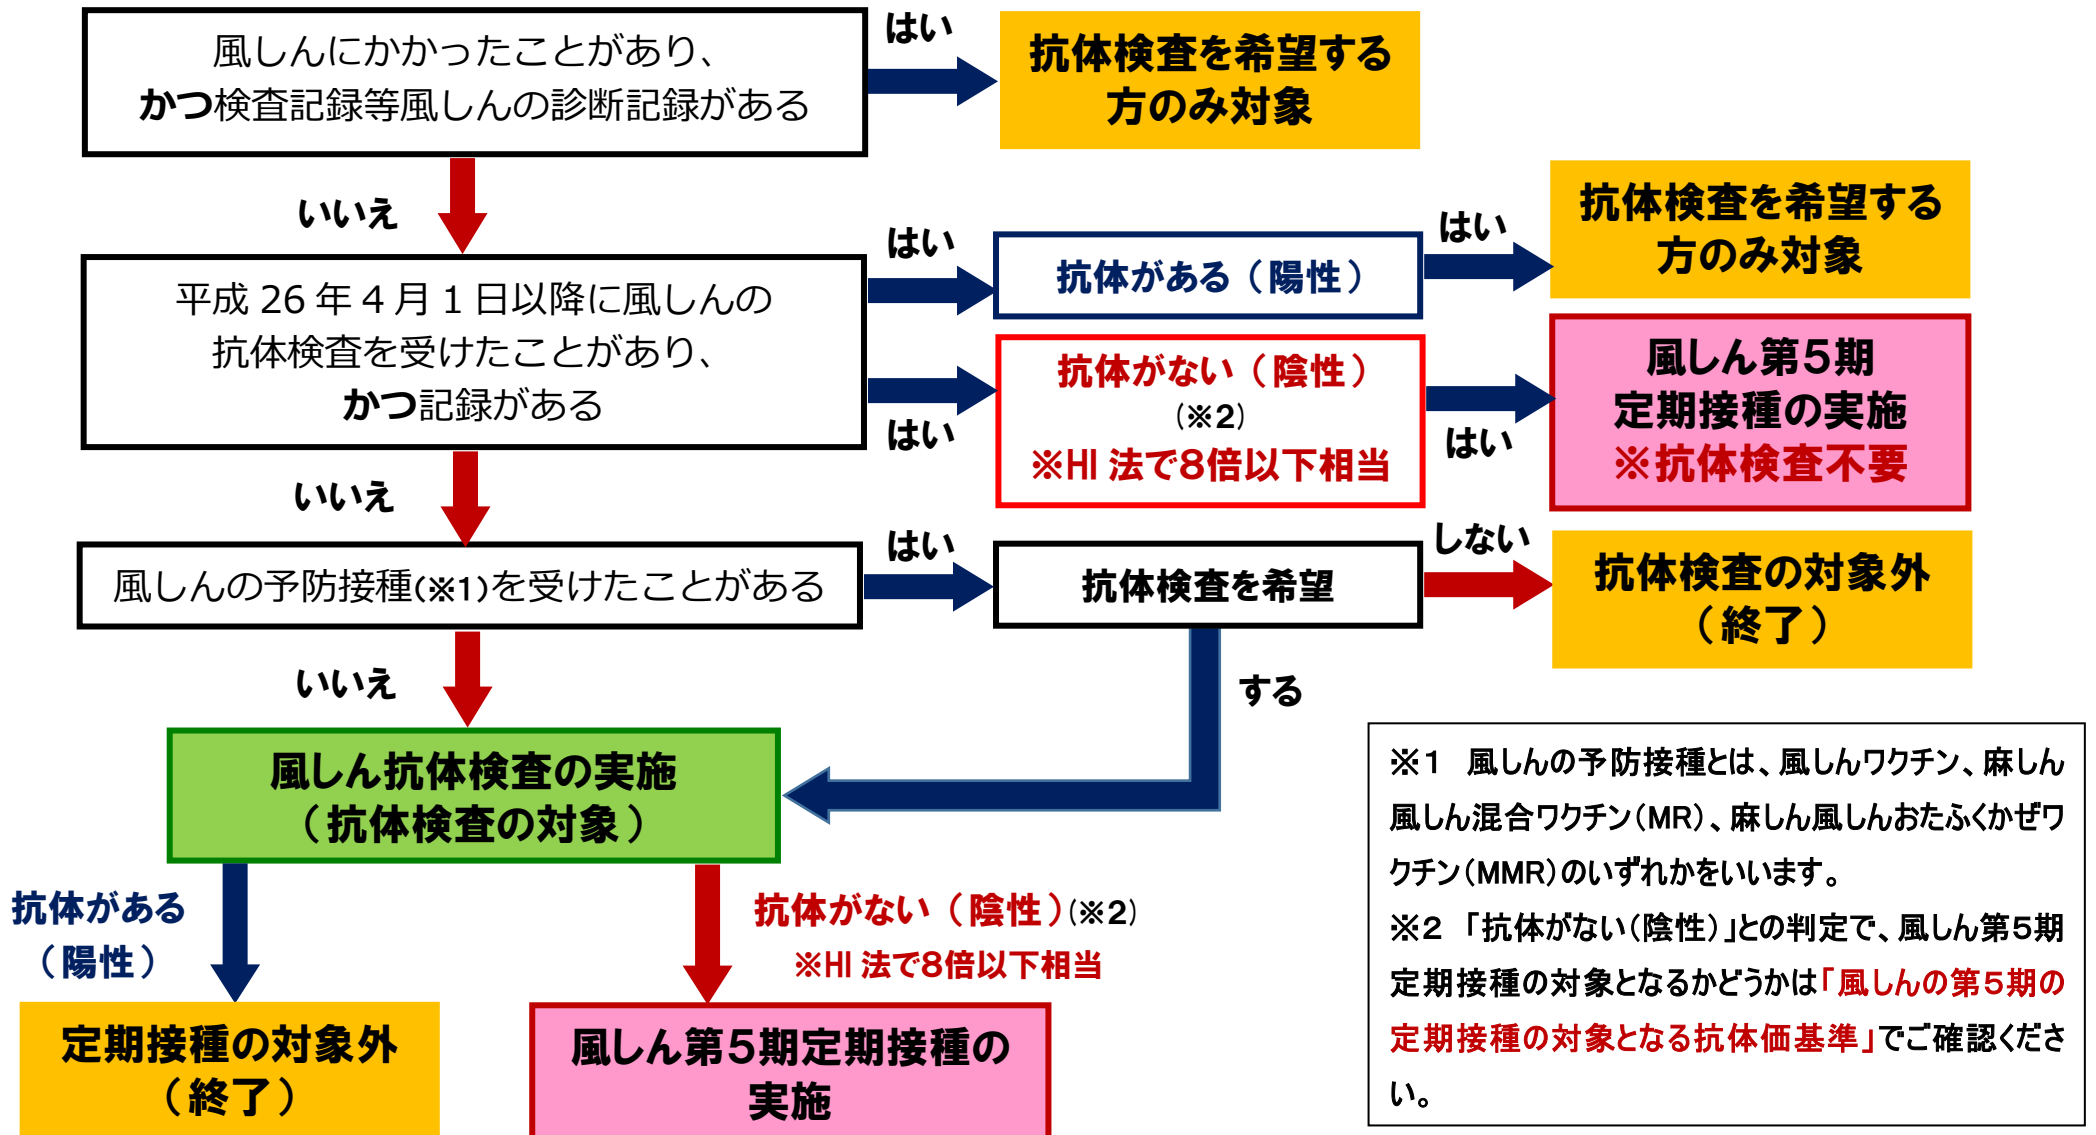 風しんにかかったことがあり、
かつ検査記録等風しんの診断記録がある
はい
抗体検査を希望する
方のみ対象
いいえ
平成 26 年 4 月 1 日以降に風しんの
抗体検査を受けたことがあり、
かつ記録がある
はい
抗体がある（陽性）
はい
抗体検査を希望する
方のみ対象
はい
抗体がない（陰性）
(※2)
※HI 法で8倍以下相当
はい
風しん第5期
定期接種の実施
※抗体検査不要
いいえ
風しんの予防接種(※1)を受けたことがある
はい
抗体検査を希望
しない
抗体検査の対象外
（終了）
いいえ
する
風しん抗体検査の実施
（抗体検査の対象）
抗体がある
（陽性）
抗体がない（陰性）(※2)
※HI 法で8倍以下相当
定期接種の対象外
（終了）
風しん第5期定期接種の
実施
※1　風しんの予防接種とは、風しんワクチン、麻しん
風しん混合ワクチン（MR）、麻しん風しんおたふくかぜワ
クチン（MMR）のいずれかをいいます。
※2　「抗体がない（陰性）」との判定で、風しん第5期
定期接種の対象となるかどうかは「風しんの第5期の
定期接種の対象となる抗体価基準」でご確認くださ
い。